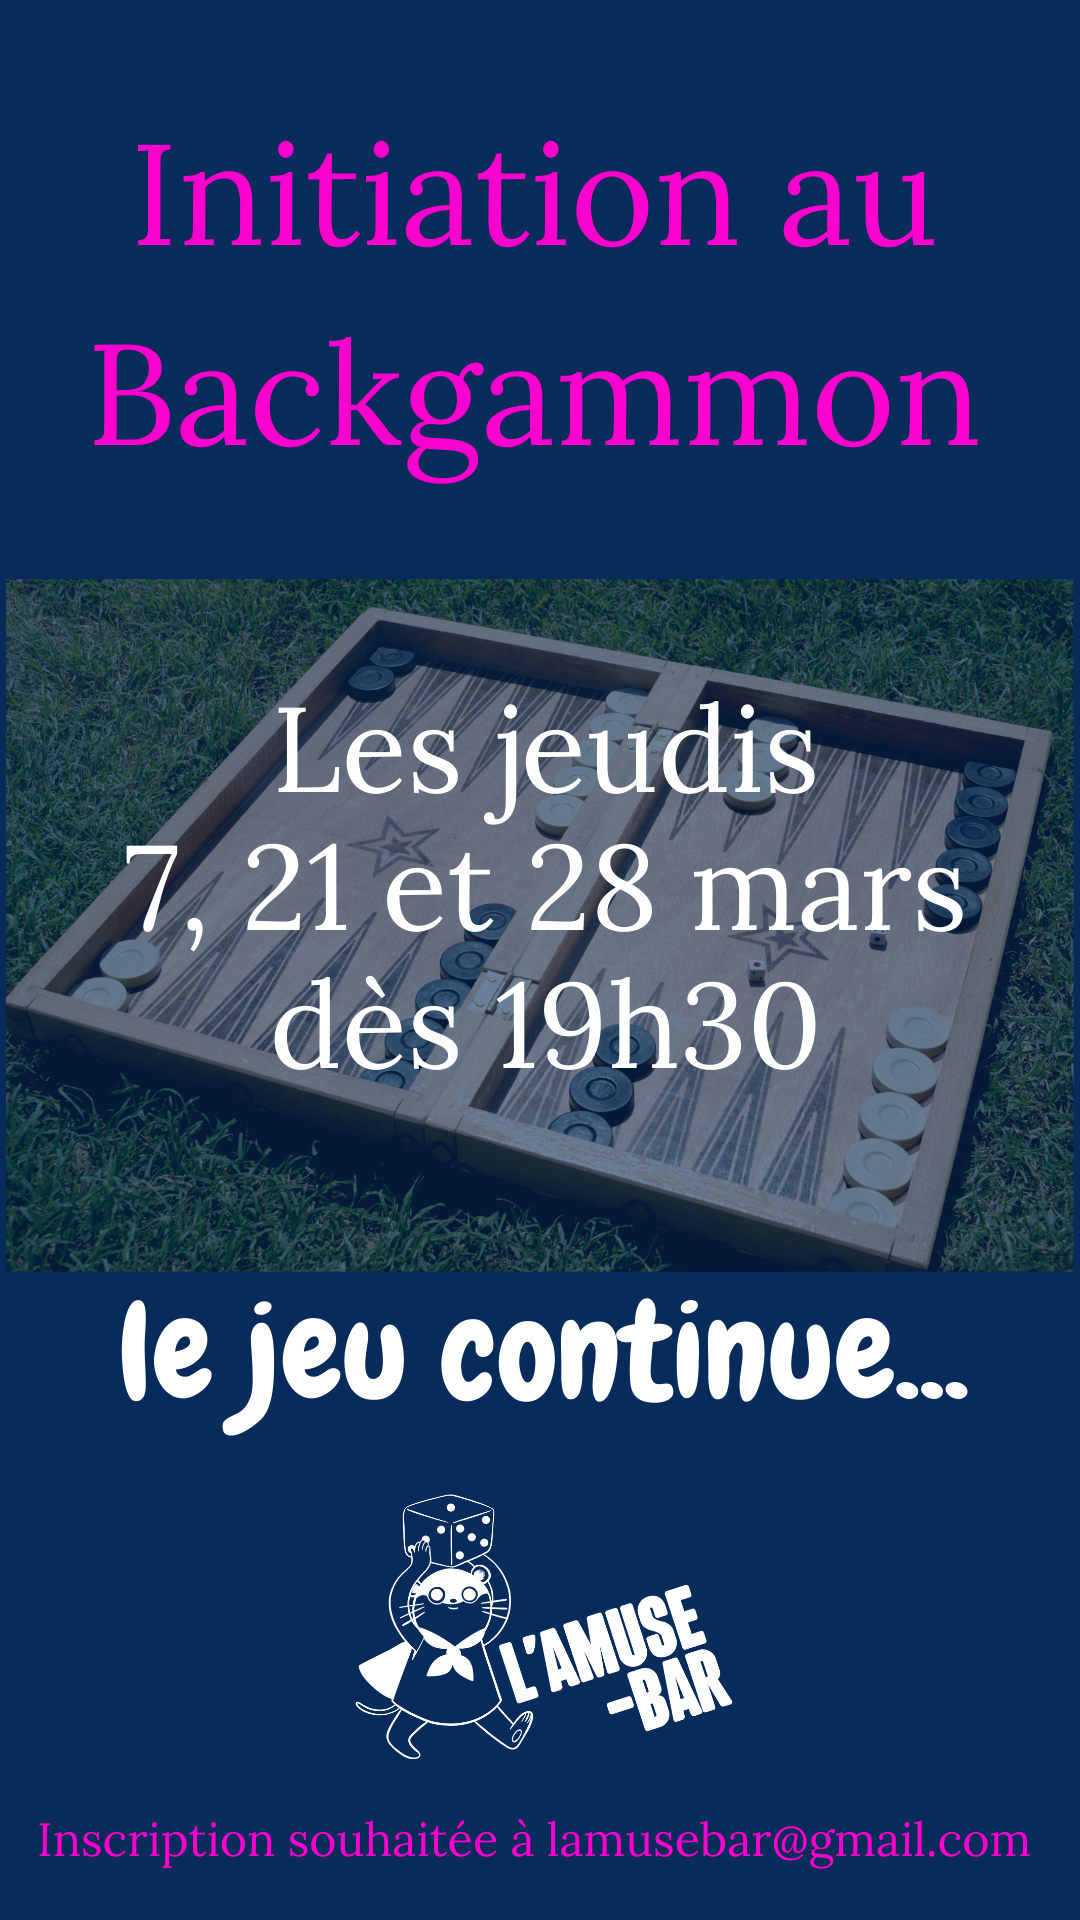 Initiation au
Backgammon
Les jeudis
7, 21 et 28 mars
dès 19h30
le jeu continue...
L'AMUSE
-BAR
Inscription souhaitée à lamusebar@gmail.com